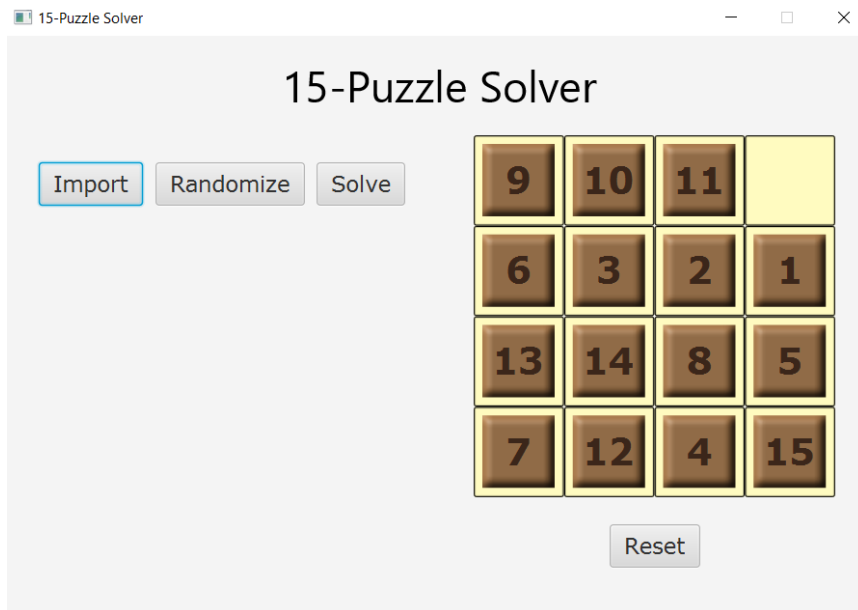 15-Puzzle Solver
15-Puzzle Solver
Import Randomize Solve
9 10 11
6 3 2 1
13 14 8 5
7 12 4 15
Reset